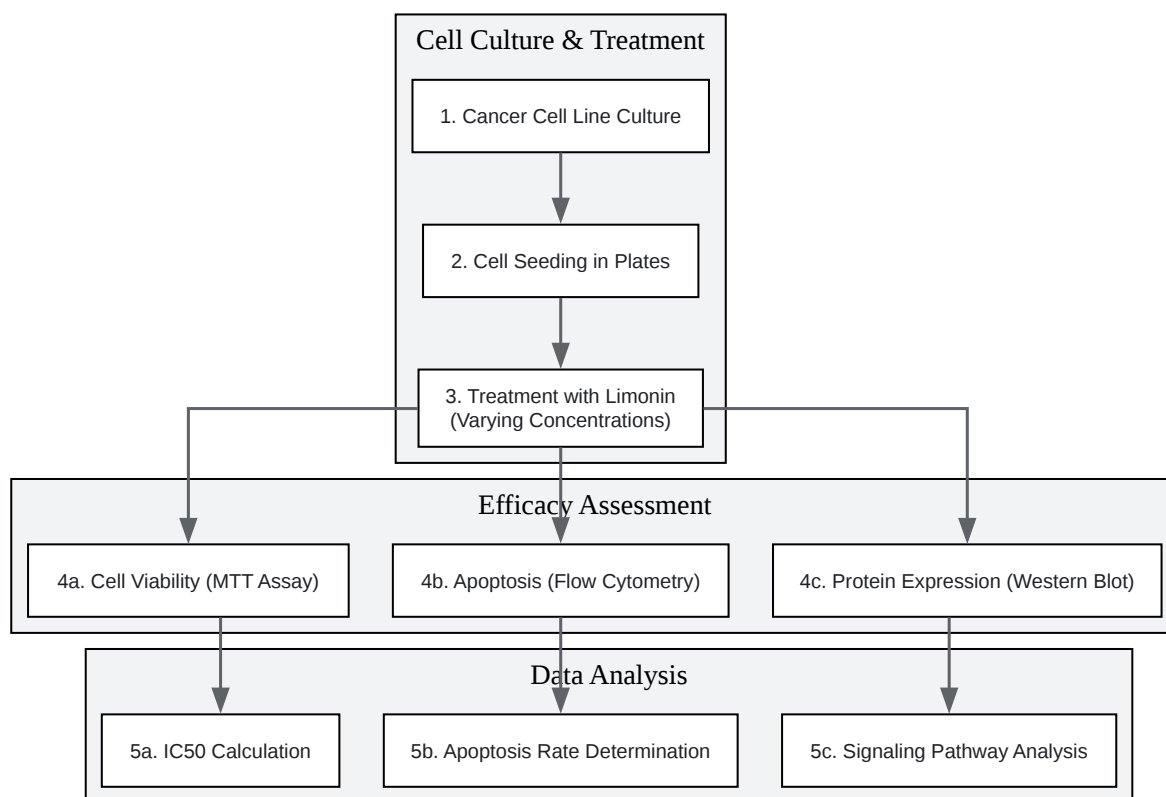 Cell Culture & Treatment
1. Cancer Cell Line Culture
2. Cell Seeding in Plates
3. Treatment with Limonin
(Varying Concentrations)
Efficacy Assessment
4a. Cell Viability (MTT Assay)
4b. Apoptosis (Flow Cytometry)
4c. Protein Expression (Western Blot)
Data Analysis
5a. IC50 Calculation
5b. Apoptosis Rate Determination
5c. Signaling Pathway Analysis